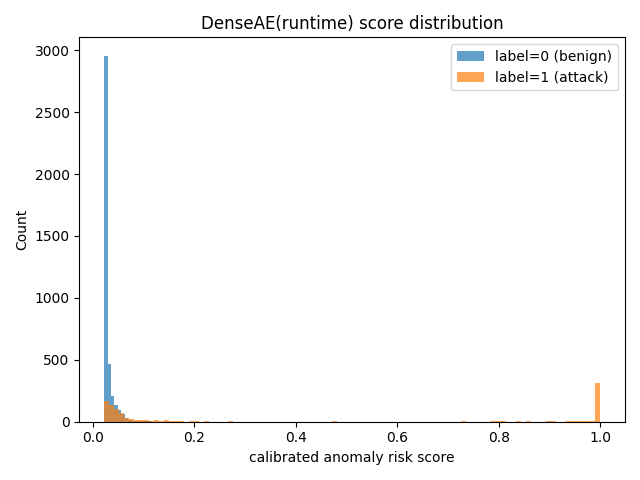 DenseAE(runtime) score distribution
label=0 (benign)
label=1 (attack)
Count
3000
2500
2000
1500
1000
500
0
0.0 0.2 0.4 0.6 0.8 1.0
calibrated anomaly risk score